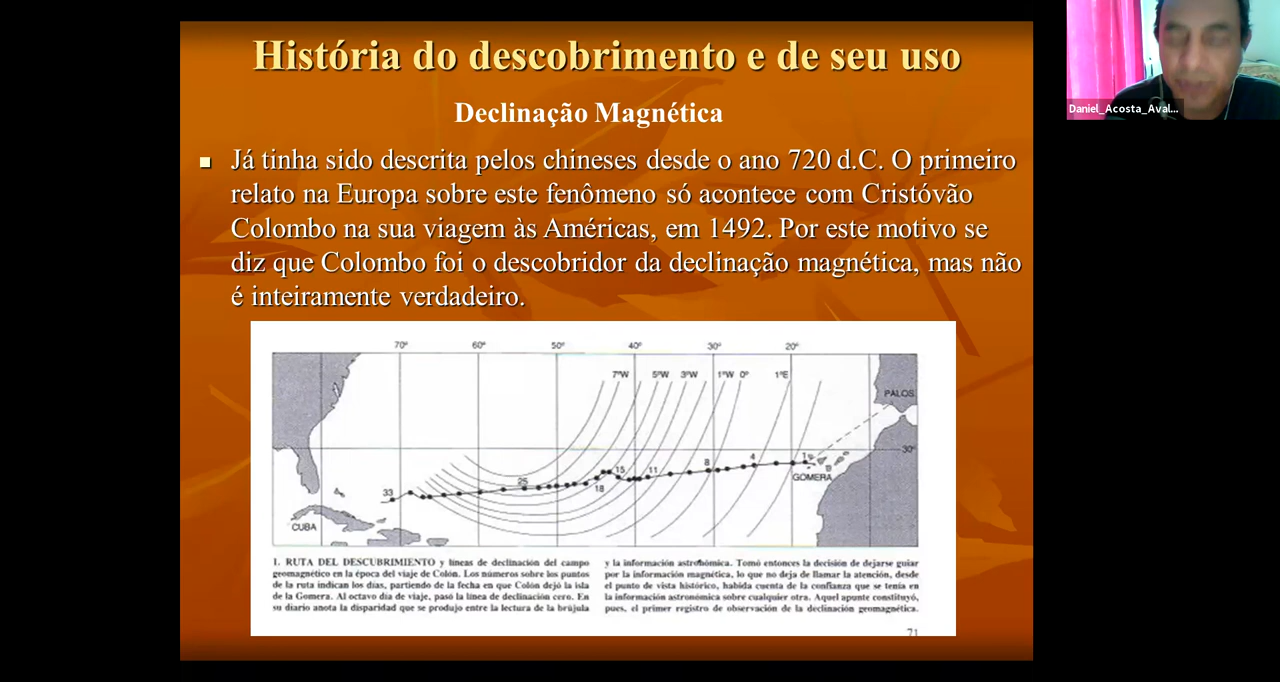 História do descobrimento e de seu uso
Declinação Magnética
Já tinha sido descrita pelos chineses desde o ano 720 d.C. O primeiro
relato na Europa sobre este fenômeno só acontece com Cristóvão
Colombo na sua viagem às Américas, em 1492. Por este motivo se
diz que Colombo foi o descobridor da declinação magnética, mas não
é inteiramente verdadeiro.
70° 60° 50° 40° 30° 20°
7°W 5°W 3°W 1°W 0° 1°E
PALOS
30°
33 25 18 15 11 8 4 1
GOMERA
CUBA
1. RUTA DEL DESCUBRIMIENTO y líneas de declinación del campo
geomagnético en la época del viaje de Colón. Los números sobre los puntos
de la ruta indican los días, partiendo de la fecha en que Colón dejó la isla
de la Gomera. Al octavo día de viaje, pasó la línea de declinación cero. En
su diario anota la disparidad que se produjo entre la lectura de la brújula
y la información astronómica. Tomó entonces la decisión de dejarse guiar
por la información magnética, lo que no deja de llamar la atención, desde
el punto de vista histórico, habida cuenta de la confianza que se tenía en
la información astronómica sobre cualquier otra. Aquel apunte constituyó,
pues, el primer registro de observación de la declinación geomagnética.
71
Daniel_Acosta_Aval...